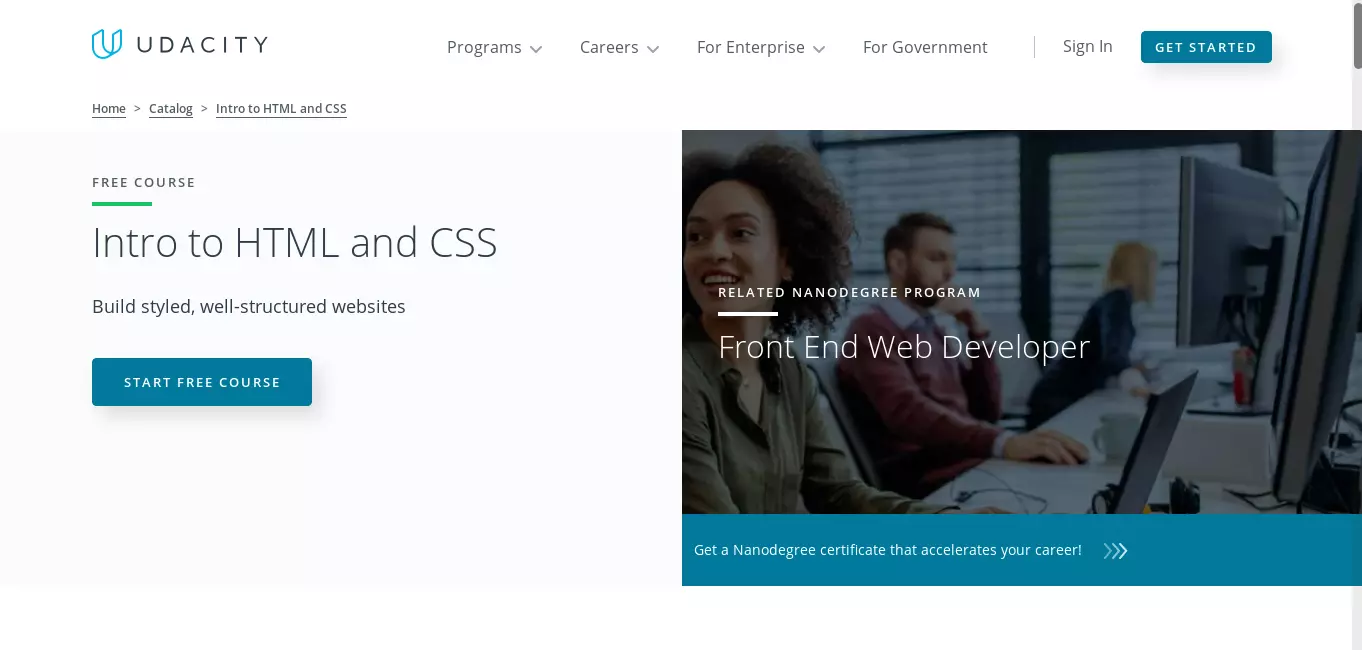 UDACITY
Programs
Careers
For Enterprise
For Government
Sign In
GET STARTED
Home > Catalog > Intro to HTML and CSS
FREE COURSE
Intro to HTML and CSS
Build styled, well-structured websites
START FREE COURSE
RELATED NANODEGREE PROGRAM
Front End Web Developer
Get a Nanodegree certificate that accelerates your career!